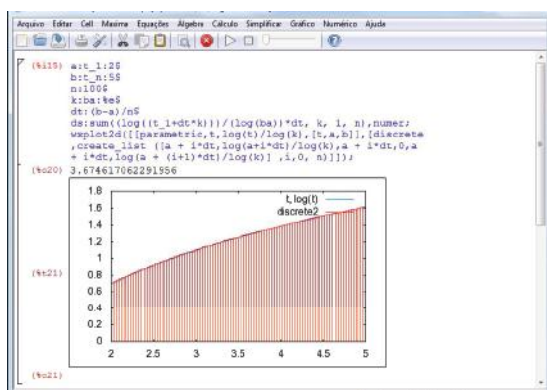 Arquivo Editar Cell Maxima Equações Álgebra Cálculo Simplificar Gráfico Numérico Ajuda
(%i15) a:t_1:2$
b:t_n:5$
n:100$
k:ba:%e$
dt:(b-a)/n$
ds:sum((log((t_1+dt*k)))/(log(ba))*dt, k, 1, n),numer;
wxplot2d([[parametric,t,log(t)/log(k),[t,a,b]],[discrete
,create_list ([a + i*dt,log(a+i*dt)/log(k),a + i*dt,0,a
+ i*dt,log(a + (i+1)*dt)/log(k)] ,i,0, n)]]);
(%o20) 3.674617062291956
(%t21)
1.8
1.6
1.4
1.2
1
0.8
0.6
0.4
0.2
0
t, log(t)
discrete2
2 2.5 3 3.5 4 4.5 5
(%o21)